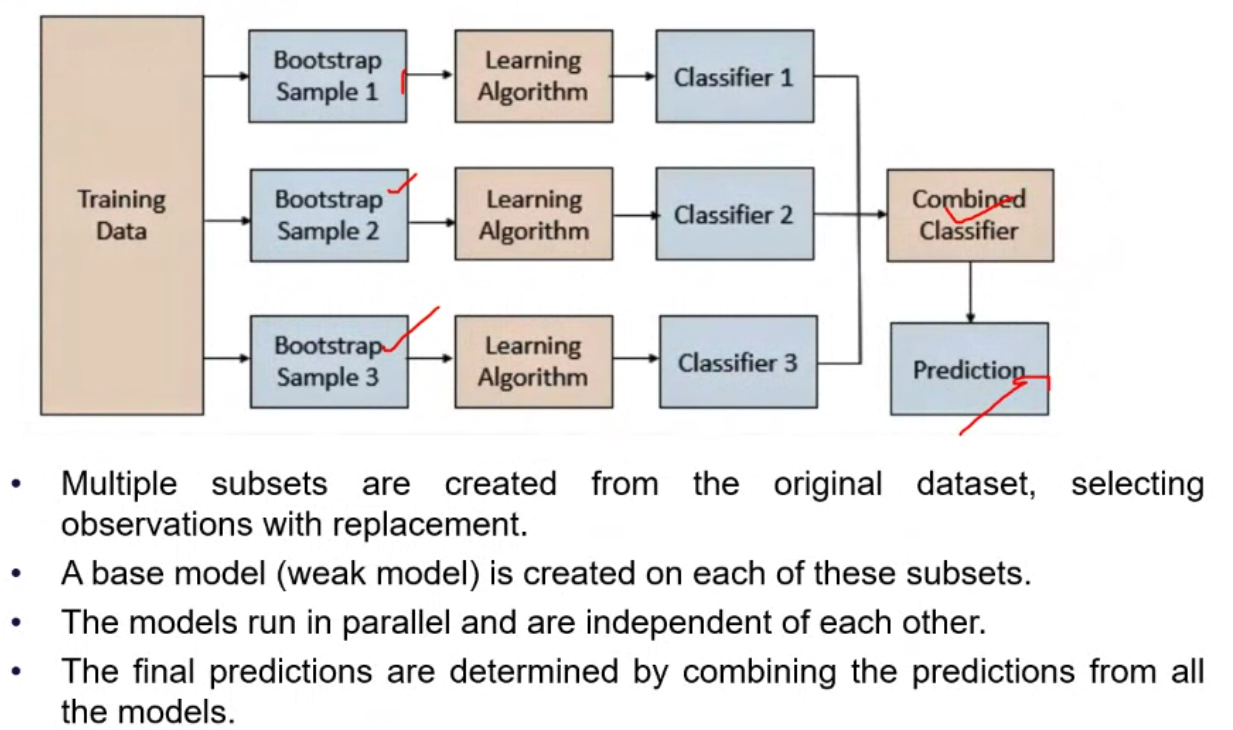 Training
Data
Bootstrap
Sample 1
Learning
Algorithm
Classifier 1
Bootstrap
Sample 2
Learning
Algorithm
Classifier 2
Combined
Classifier
Bootstrap
Sample 3
Learning
Algorithm
Classifier 3
Prediction
• Multiple subsets are created from the original dataset, selecting
observations with replacement.
• A base model (weak model) is created on each of these subsets.
• The models run in parallel and are independent of each other.
• The final predictions are determined by combining the predictions from all
the models.